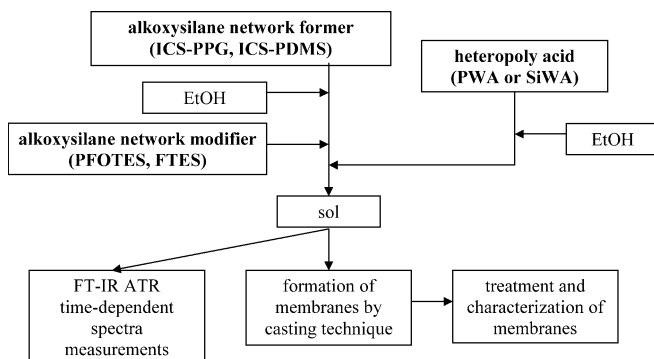 alkoxysilane network former
(ICS-PPG, ICS-PDMS)
heteropoly acid
(PWA or SiWA)
EtOH
alkoxysilane network modifier
(PFOTES, FTES)
EtOH
sol
FT-IR ATR
time-dependent
spectra
measurements
formation of
membranes by
casting technique
treatment and
characterization of
membranes